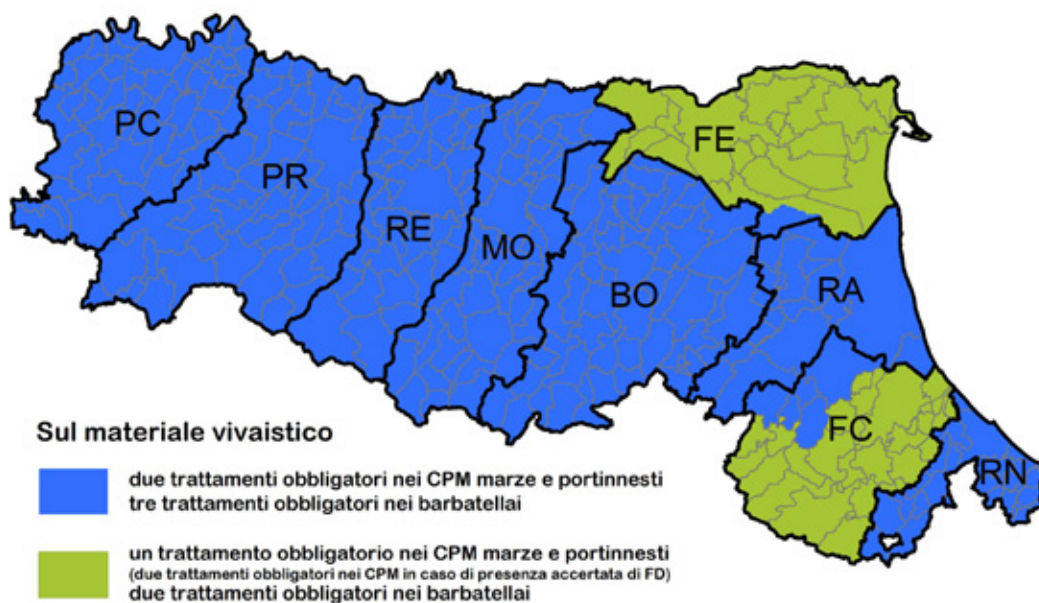 PC
PR
RE
MO
FE
BO
RA
FC
RN
Sul materiale vivaistico
due trattamenti obbligatori nei CPM marze e portinnesti
tre trattamenti obbligatori nei barbatellai
un trattamento obbligatorio nei CPM marze e portinnesti
(due trattamenti obbligatori nei CPM in caso di presenza accertata di FD)
due trattamenti obbligatori nei barbatellai